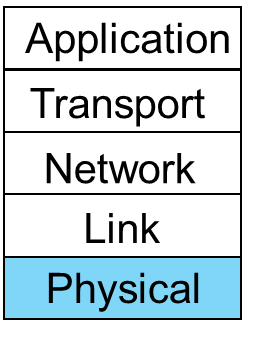 Application
Transport
Network
Link
Physical